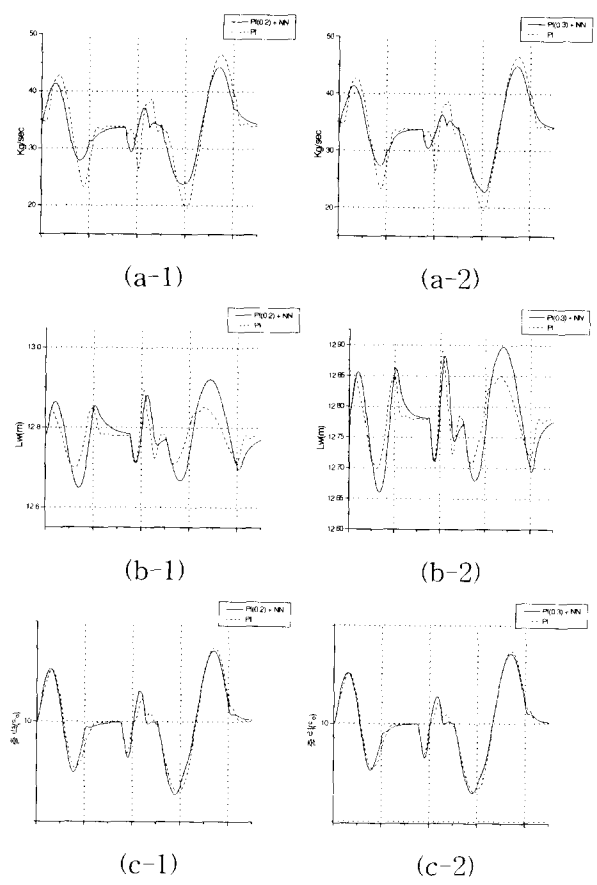 PI(0.2) + NN
PI
50
40
30
20
Kg/sec
(a-1)
PI(0.3) + NN
PI
50
40
30
20
Kg/sec
(a-2)
PI(0.2) + NN
PI
13.0
12.8
12.6
Lw(m)
(b-1)
PI(0.3) + NN
PI
12.90
12.85
12.80
12.75
12.70
12.65
12.60
Lw(m)
(b-2)
PI(0.2) + NN
PI
10
(c-1)
PI(0.3) + NN
PI
10
(c-2)